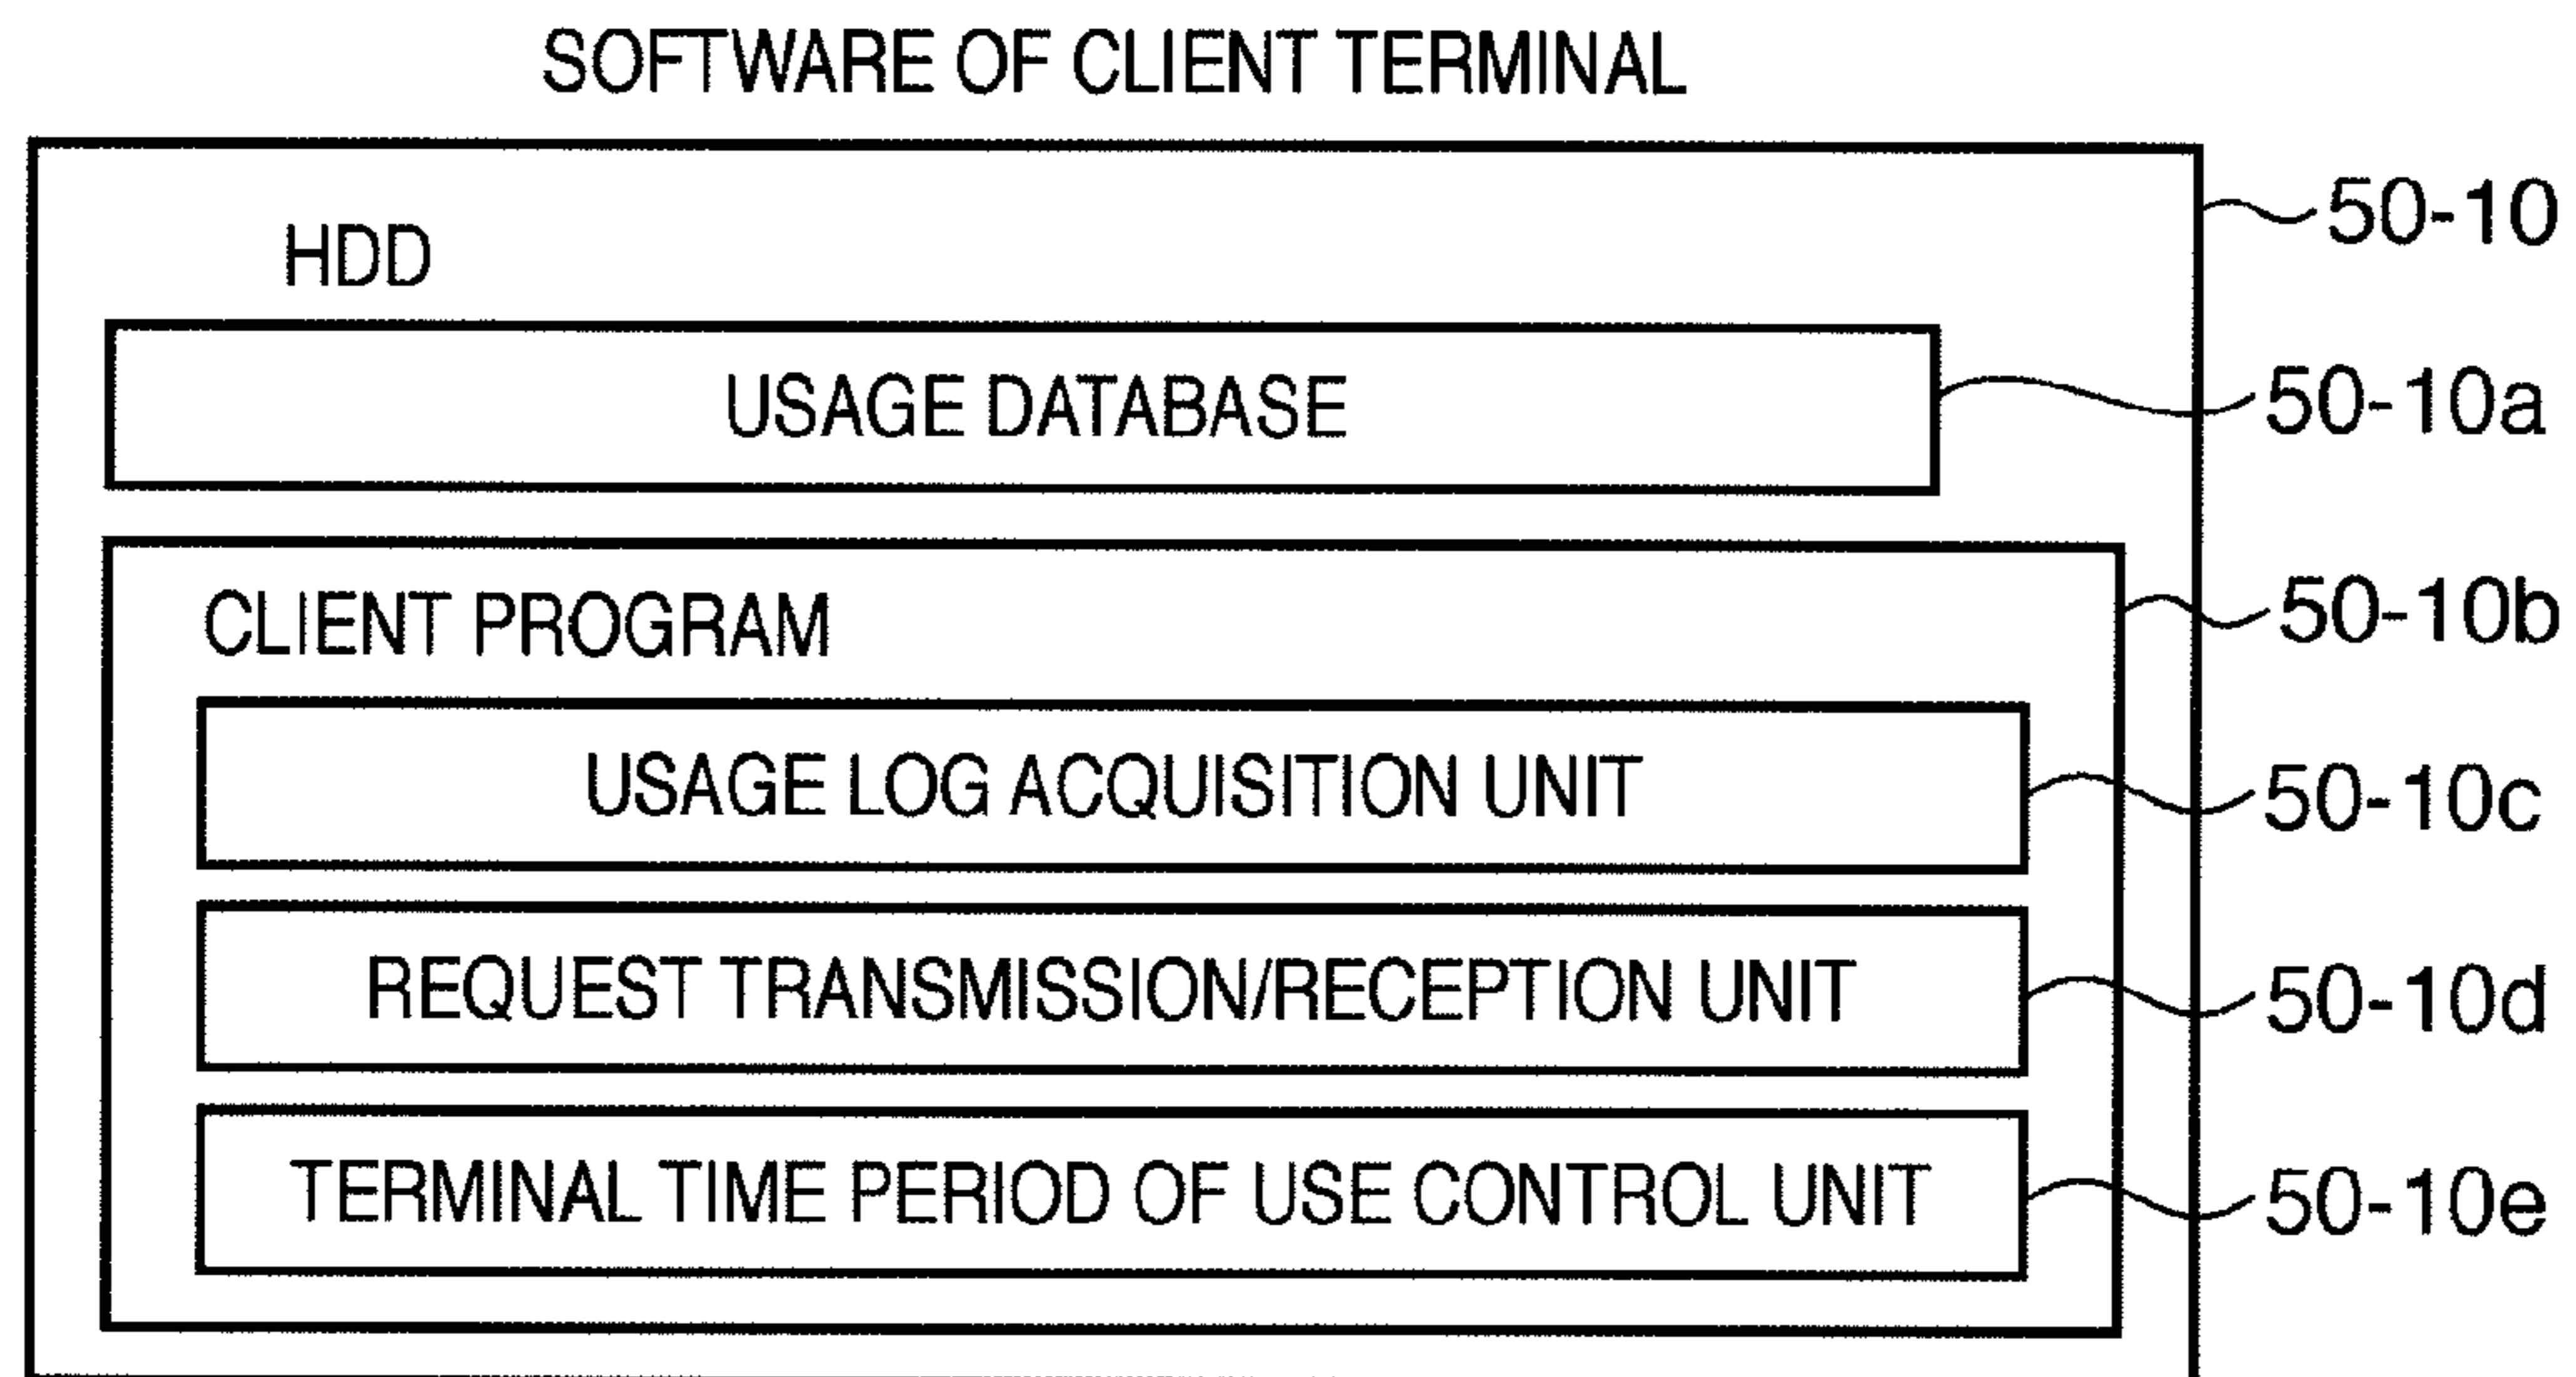 SOFTWARE OF CLIENT TERMINAL
HDD
50-10
USAGE DATABASE
50-10a
CLIENT PROGRAM
50-10b
USAGE LOG ACQUISITION UNIT
50-10c
REQUEST TRANSMISSION/RECEPTION UNIT
50-10d
TERMINAL TIME PERIOD OF USE CONTROL UNIT
50-10e